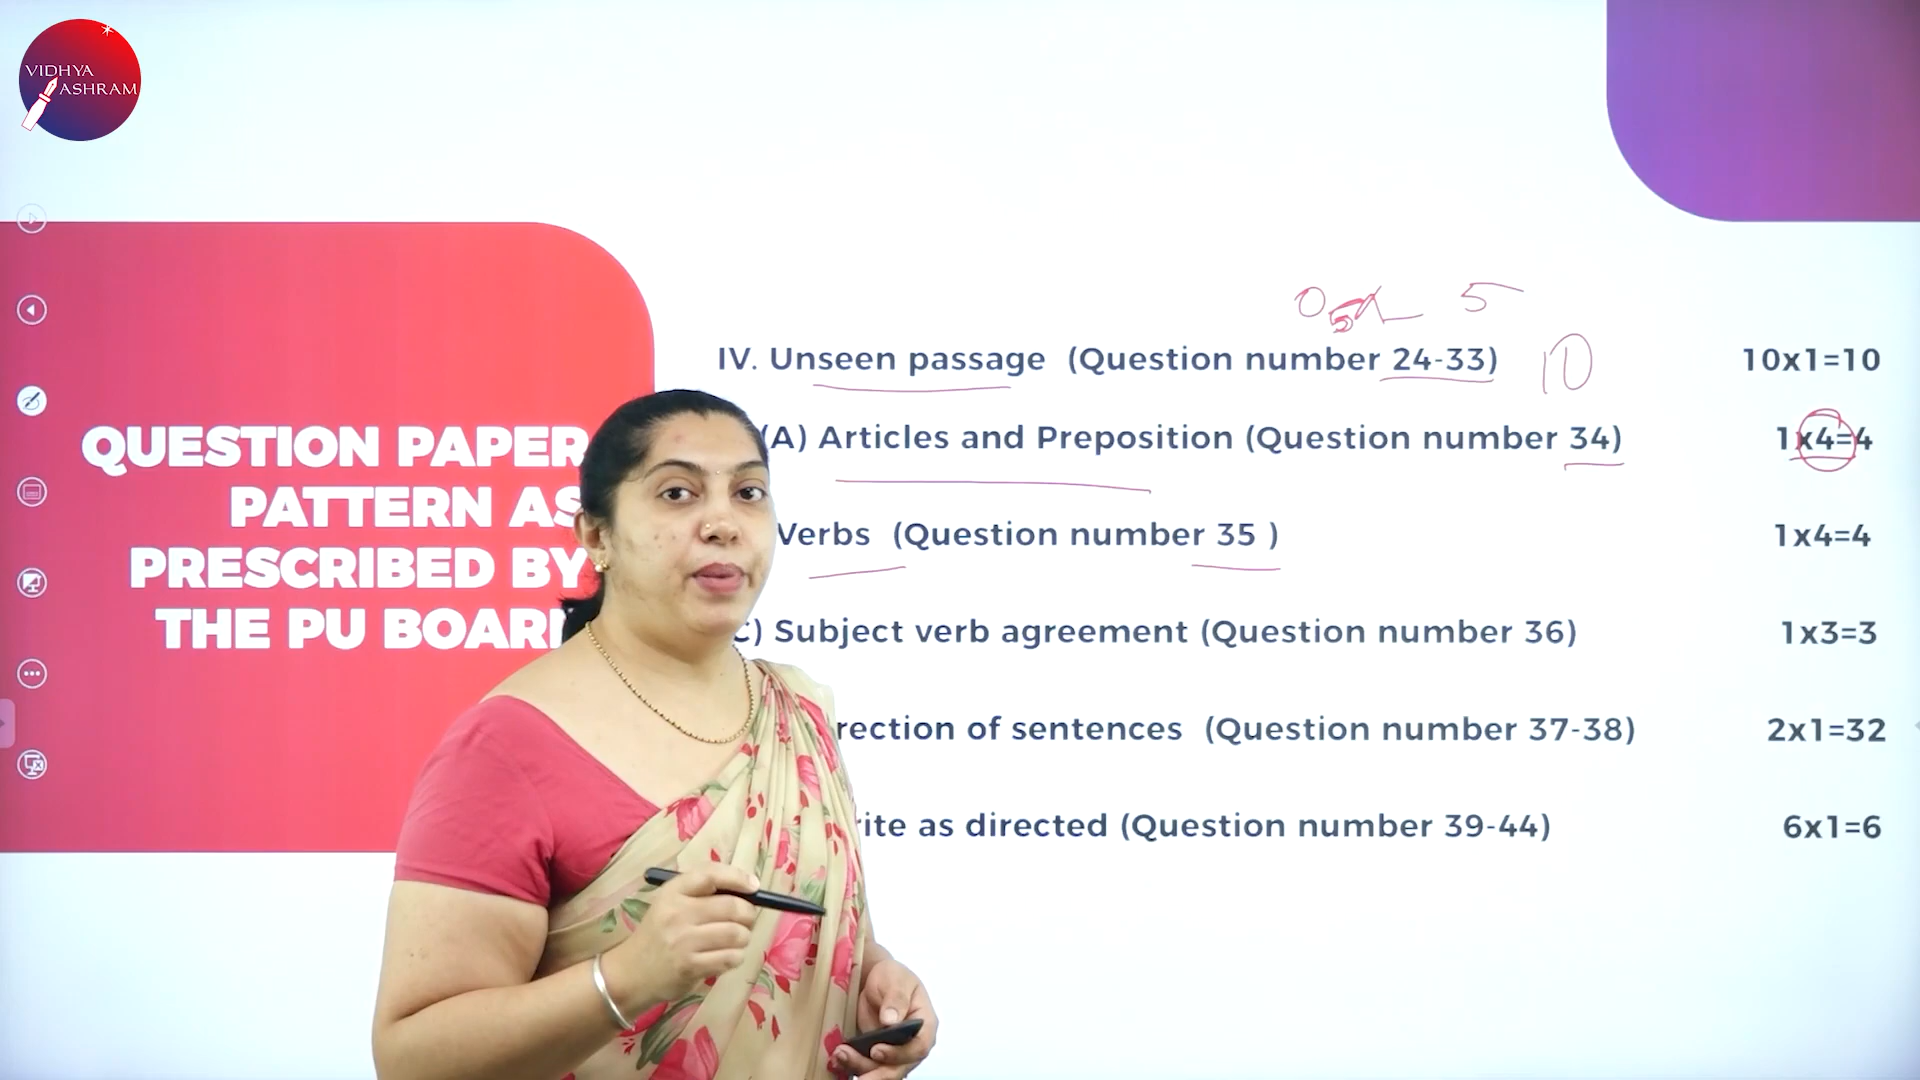 VIDHYA
ASHRAM
QUESTION PAPER
PATTERN AS
PRESCRIBED BY
THE PU BOAR
O 5 5
IV. Unseen passage (Question number 24-33) 10 10x1=10
(A) Articles and Preposition (Question number 34) 1x4=4
Verbs (Question number 35 ) 1x4=4
C) Subject verb agreement (Question number 36) 1x3=3
rection of sentences (Question number 37-38) 2x1=32
rite as directed (Question number 39-44) 6x1=6